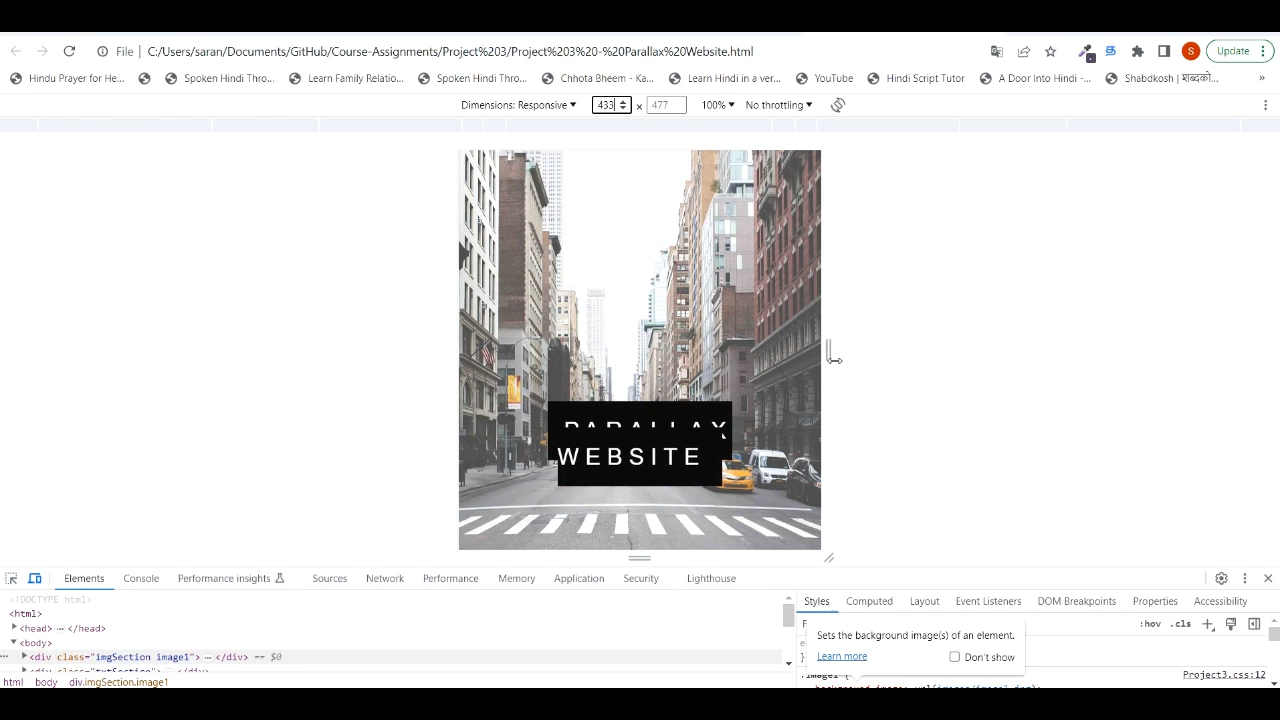 File C:/Users/saran/Documents/GitHub/Course-Assignments/Project%203/Project%203%20-%20Parallax%20Website.html S Update
Hindu Prayer for He... Spoken Hindi Thro... Learn Family Relatio... Spoken Hindi Thro... Chhota Bheem - Ka... Learn Hindi in a ver... YouTube Hindi Script Tutor A Door Into Hindi -... Shabdkosh | शब्दको... »
Dimensions: Responsive 433 × 477 100% No throttling
PARALLAX
WEBSITE
Elements Console Performance insights Sources Network Performance Memory Application Security Lighthouse
<!DOCTYPE html>
<html>
<head> ... </head>
<body>
<div class="imgSection image1"> ... </div> == $0
html body div.imgSection.image1
Styles Computed Layout Event Listeners DOM Breakpoints Properties Accessibility
:hov .cls
Sets the background image(s) of an element.
Learn more Don't show
Project3.css:12